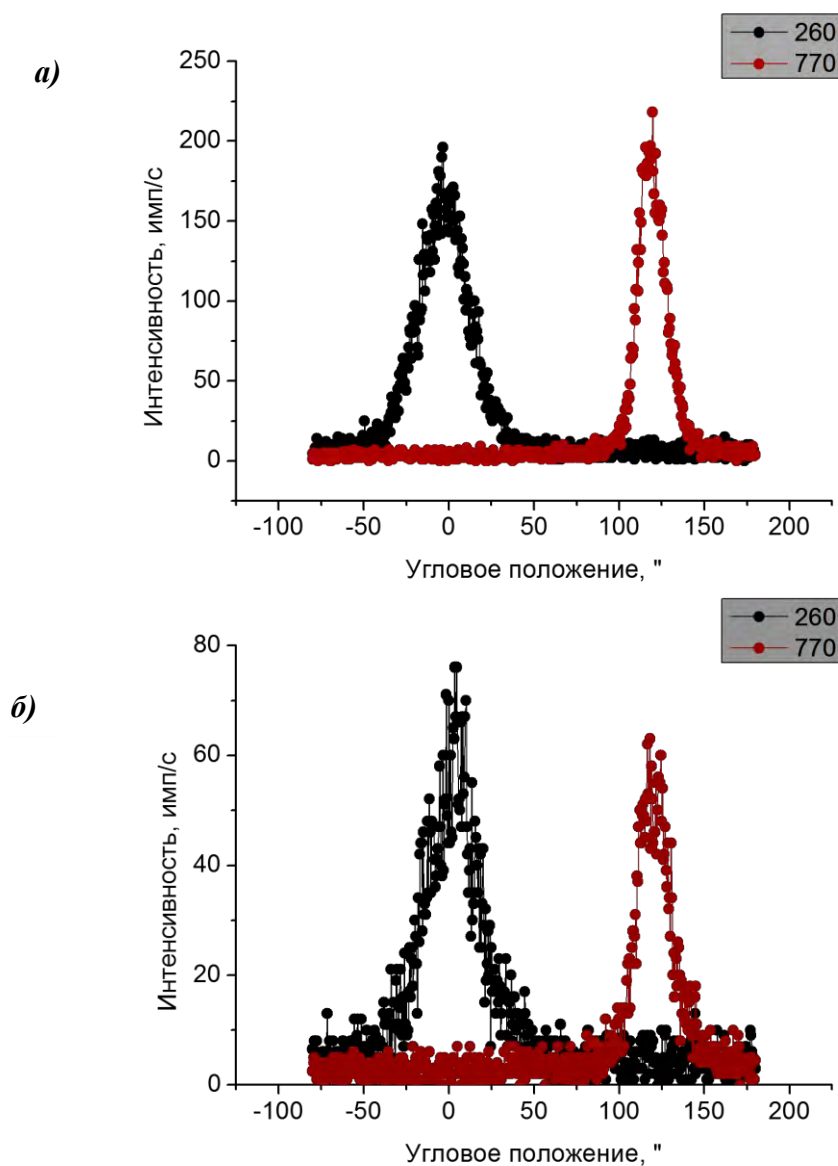 260
770
а)
250
200
150
100
50
0
Интенсивность, имп/с
-100 -50 0 50 100 150 200
Угловое положение, "
260
770
б)
80
60
40
20
0
Интенсивность, имп/с
-100 -50 0 50 100 150 200
Угловое положение, "